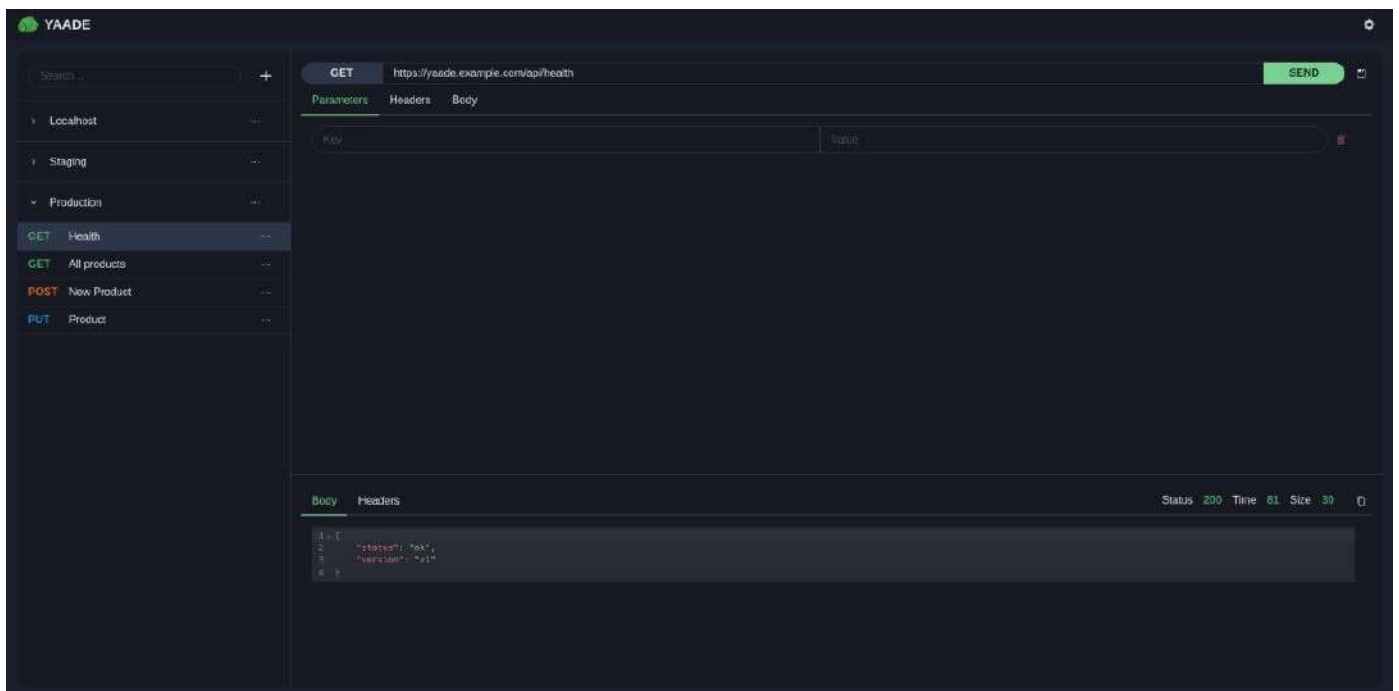 YAADE
Search ...
GET https://yaade.example.com/api/health SEND
Parameters Headers Body
Key Value
Localhost
Staging
Production
GET Health
GET All products
POST New Product
PUT Product
Body Headers Status 200 Time 81 Size 30
1 {
2 "status": "ok",
3 "version": "v1"
4 }